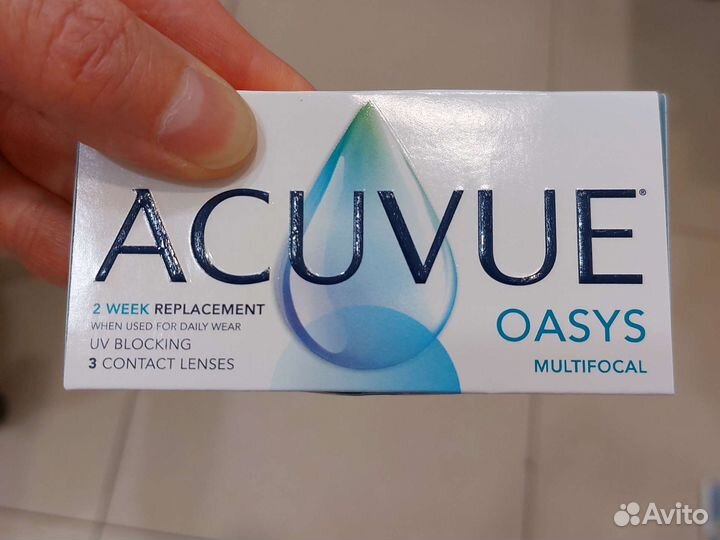 ACUVUE®
2 WEEK REPLACEMENT
WHEN USED FOR DAILY WEAR
UV BLOCKING
3 CONTACT LENSES
OASYS
MULTIFOCAL
Avito